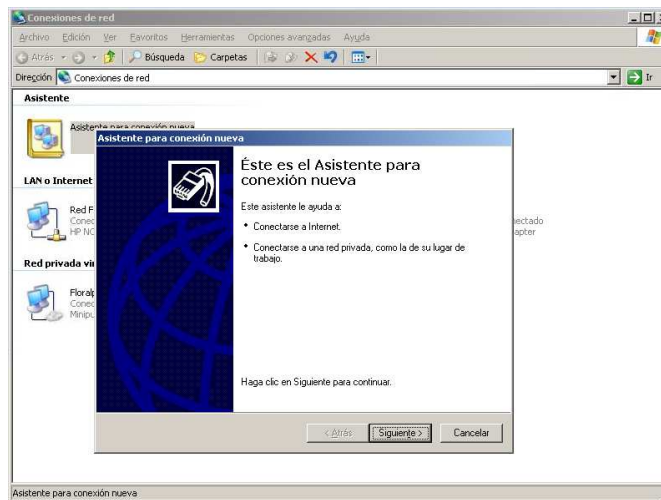 Conexiones de red
Archivo Edición Ver Favoritos Herramientas Opciones avanzadas Ayuda
Atrás Búsqueda Carpetas
Dirección Conexiones de red Ir
Asistente
Asistente para conexión nueva
Asistente para conexión nueva
Éste es el Asistente para
conexión nueva
Este asistente le ayuda a:
• Conectarse a Internet.
• Conectarse a una red privada, como la de su lugar de
trabajo.
Haga clic en Siguiente para continuar.
< Atrás Siguiente > Cancelar
LAN o Internet
Red F
Conec
HP NC
ectado
apter
Red privada vi
Floral
Conec
Minipu
Asistente para conexión nueva